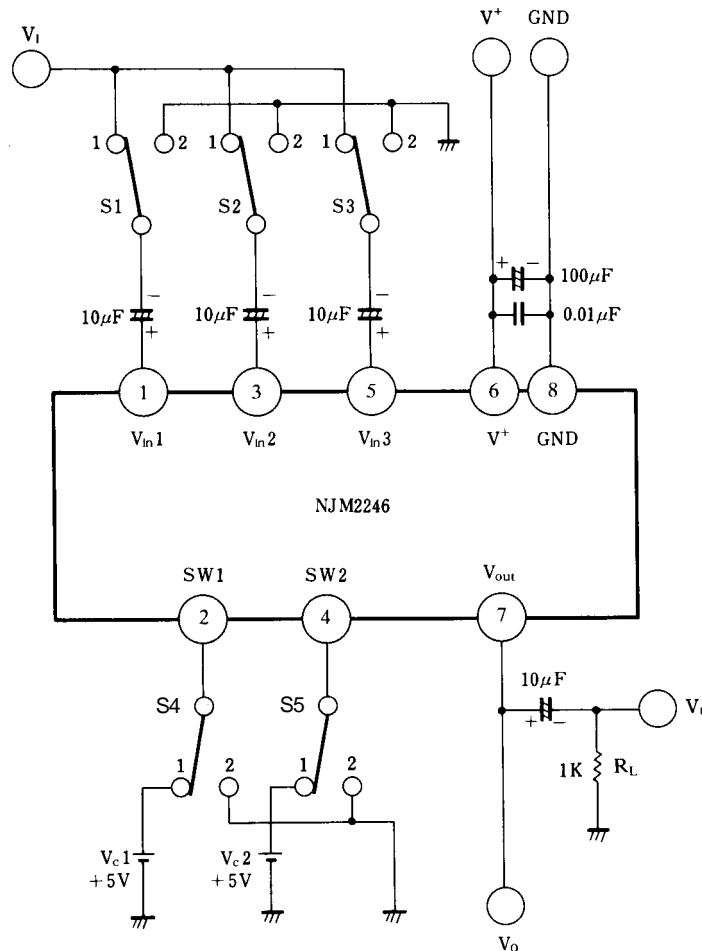 V⁺ GND
V₁
1 2 1 2 1 2
S1 S2 S3
+ − 100μF
− − −
10μF 10μF 10μF 0.01μF
+ + +
1 3 5 6 8
Vin1 Vin2 Vin3 V⁺ GND
NJM2246
SW1 SW2 Vout
2 4 7
10μF
S4 S5
+ −
1 2 1 2 1K RL
Vc1 Vc2
+5V +5V
VO